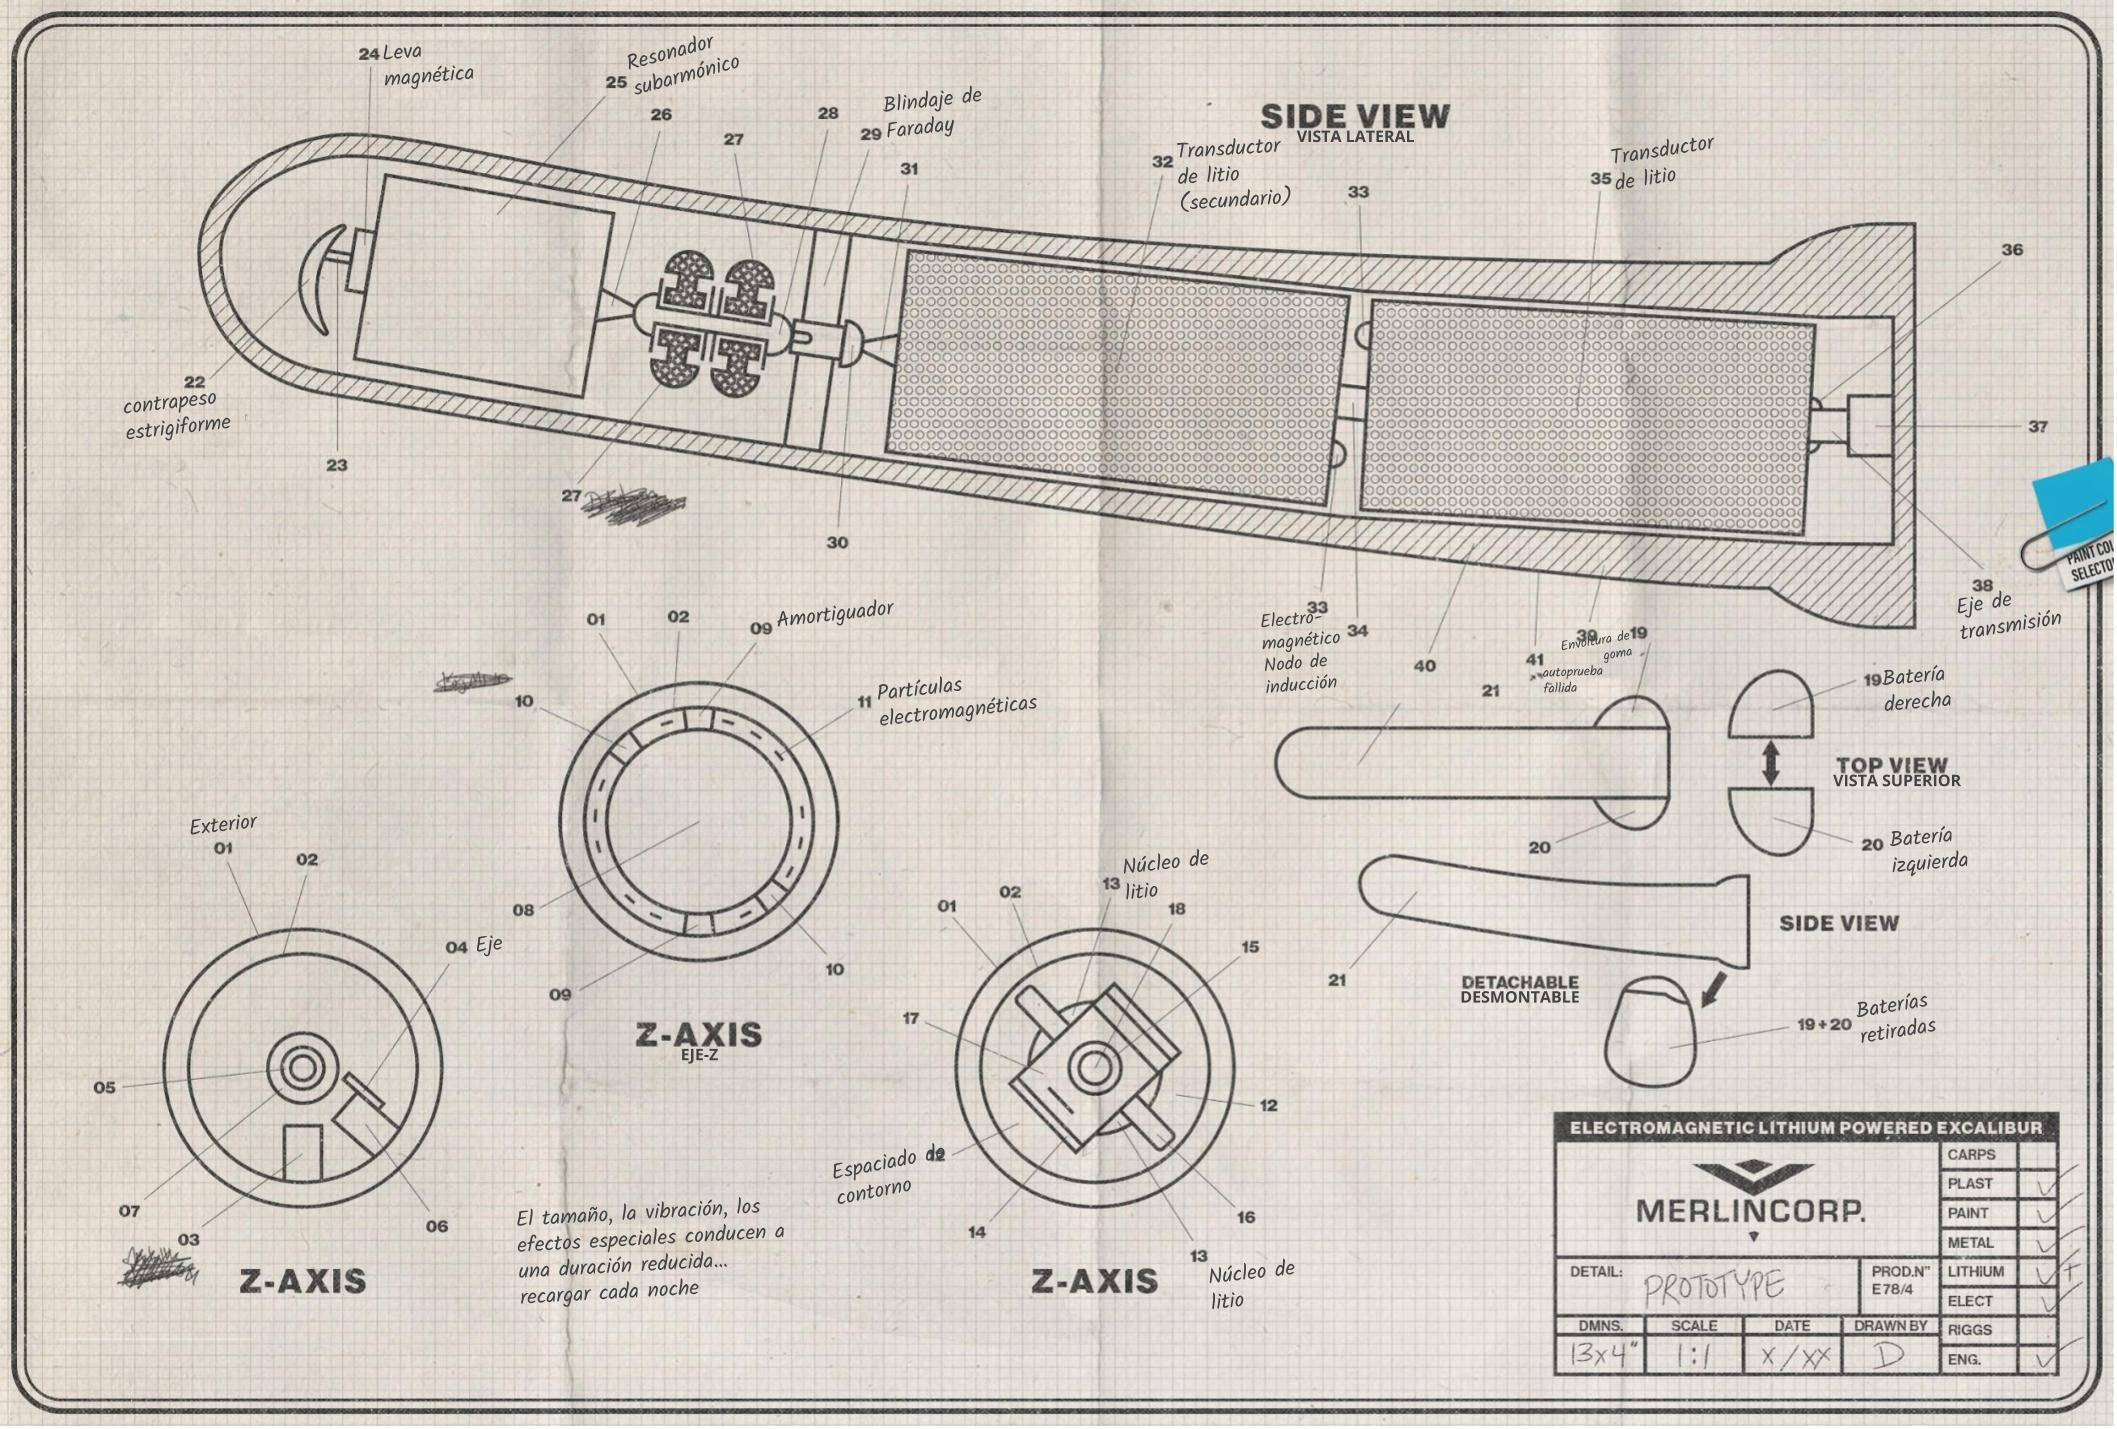 24 Leva
magnética
25 Resonador
subarmónico
26
27
28
29 Blindaje de
Faraday
31
SIDE VIEW
VISTA LATERAL
32 Transductor
de litio
(secundario)
33
35 Transductor
de litio
36
22
contrapeso
estrigiforme
23
27
30
37
PAINT
38
Eje de
transmisión
33
Electro-
magnético
Nodo de
inducción
34
40
21
41
autoprueba
fallida
39
Envoltura de
goma
19
01
02
09 Amortiguador
10
11 Partículas
electromagnéticas
08
09
10
Z-AXIS
EJE-Z
19 Batería
derecha
TOP VIEW
VISTA SUPERIOR
20
20 Batería
izquierda
Exterior
01
02
04 Eje
05
07
03
06
Z-AXIS
El tamaño, la vibración, los
efectos especiales conducen a
una duración reducida...
recargar cada noche
01
02
13 Núcleo de
litio
18
15
17
12
Espaciado de
contorno
12
14
16
13
Núcleo de
litio
Z-AXIS
21
SIDE VIEW
DETACHABLE
DESMONTABLE
19+20 Baterías
retiradas
ELECTROMAGNETIC LITHIUM POWERED EXCALIBUR
MERLINCORP.
CARPS
PLAST
PAINT
METAL
LITHIUM
ELECT
RIGGS
ENG.
DETAIL: PROTOTYPE
PROD.N"
E78/4
DMNS. SCALE DATE DRAWN BY
13x4" 1:1 X/XX D